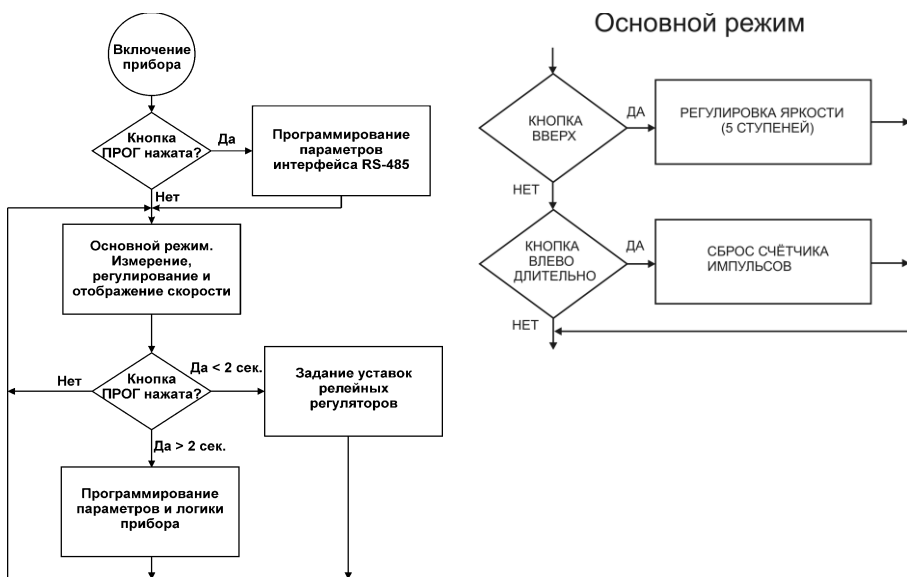 Включение
прибора
Кнопка
ПРОГ нажата?
Да
Программирование
параметров
интерфейса RS-485
Нет
Основной режим.
Измерение,
регулирование и
отображение скорости
Нет
Кнопка
ПРОГ нажата?
Да < 2 сек.
Задание уставок
релейных
регуляторов
Да > 2 сек.
Программирование
параметров и логики
прибора
Основной режим
КНОПКА
ВВЕРХ
ДА
РЕГУЛИРОВКА ЯРКОСТИ
(5 СТУПЕНЕЙ)
НЕТ
КНОПКА
ВЛЕВО
ДЛИТЕЛЬНО
ДА
СБРОС СЧЁТЧИКА
ИМПУЛЬСОВ
НЕТ